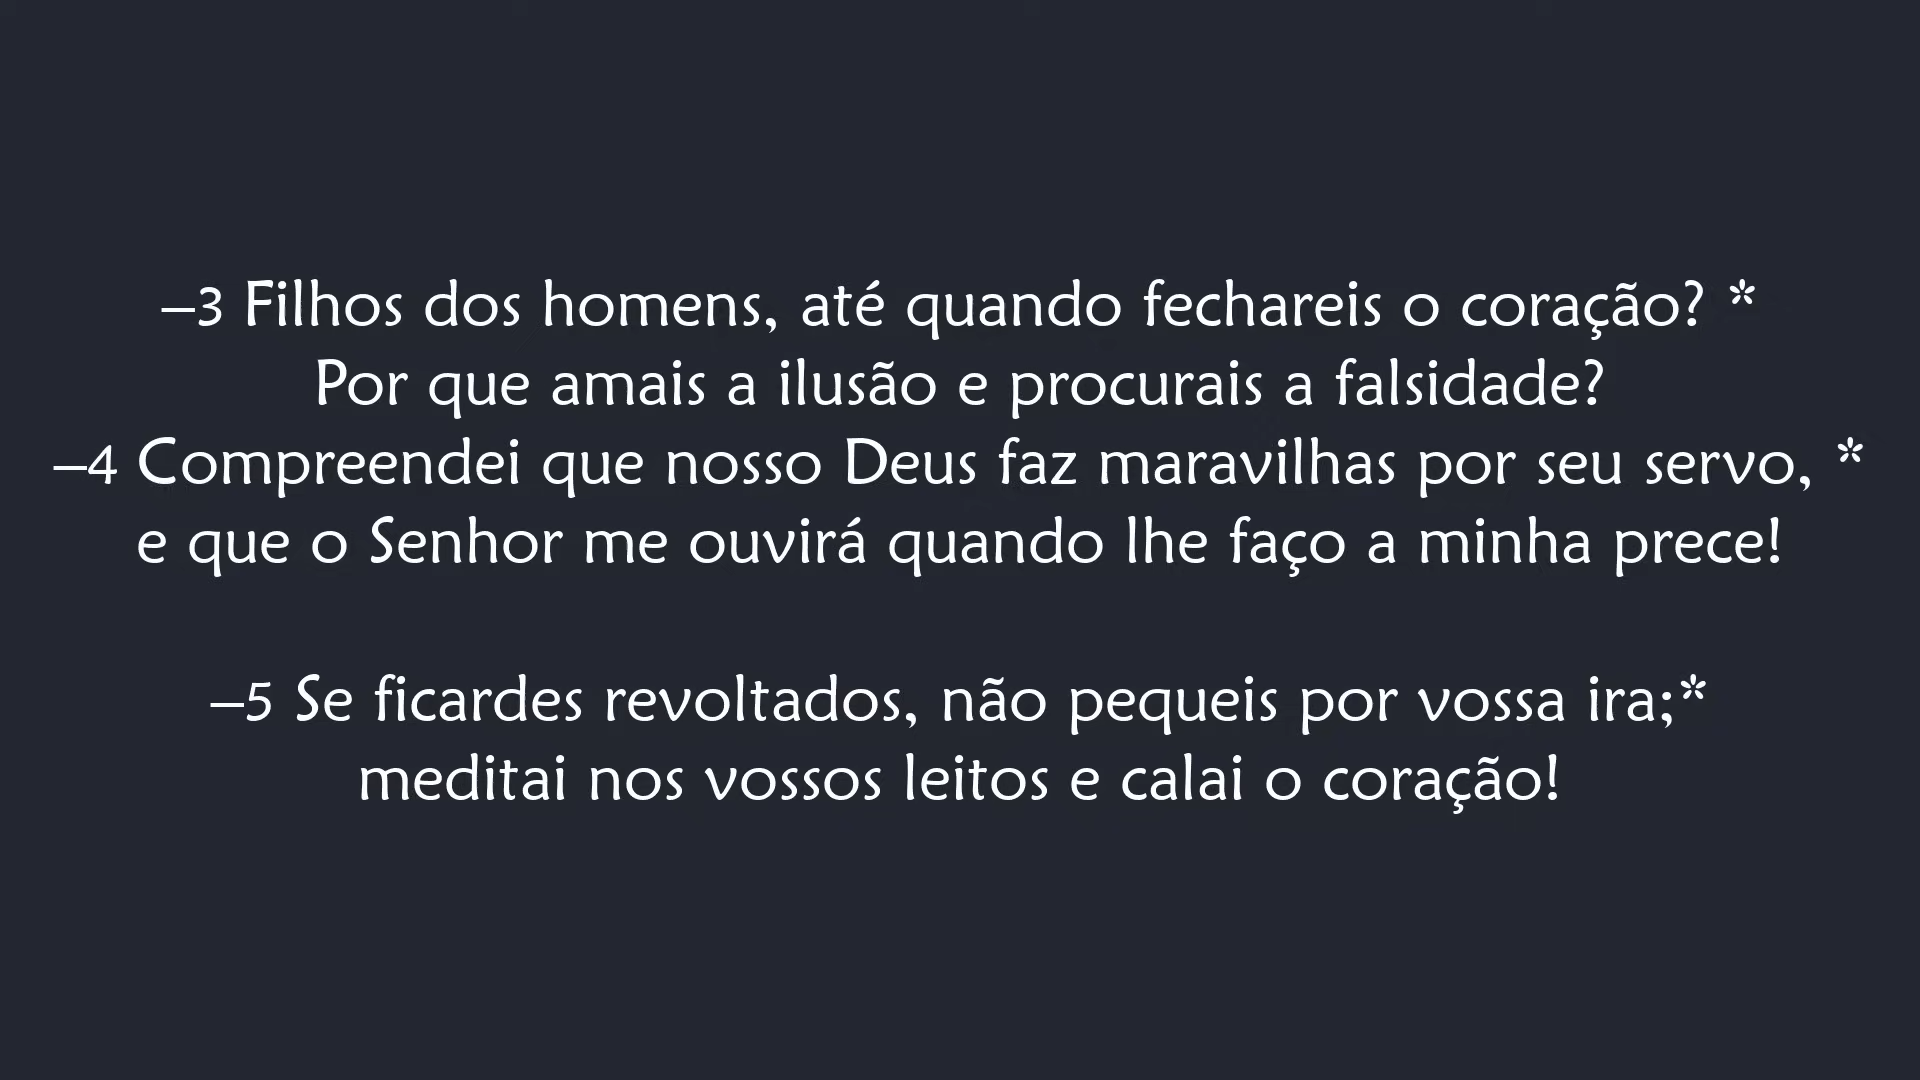 –3 Filhos dos homens, até quando fechareis o coração? *
Por que amais a ilusão e procurais a falsidade?
–4 Compreendei que nosso Deus faz maravilhas por seu servo, *
e que o Senhor me ouvirá quando lhe faço a minha prece!
–5 Se ficardes revoltados, não pequeis por vossa ira;*
meditai nos vossos leitos e calai o coração!